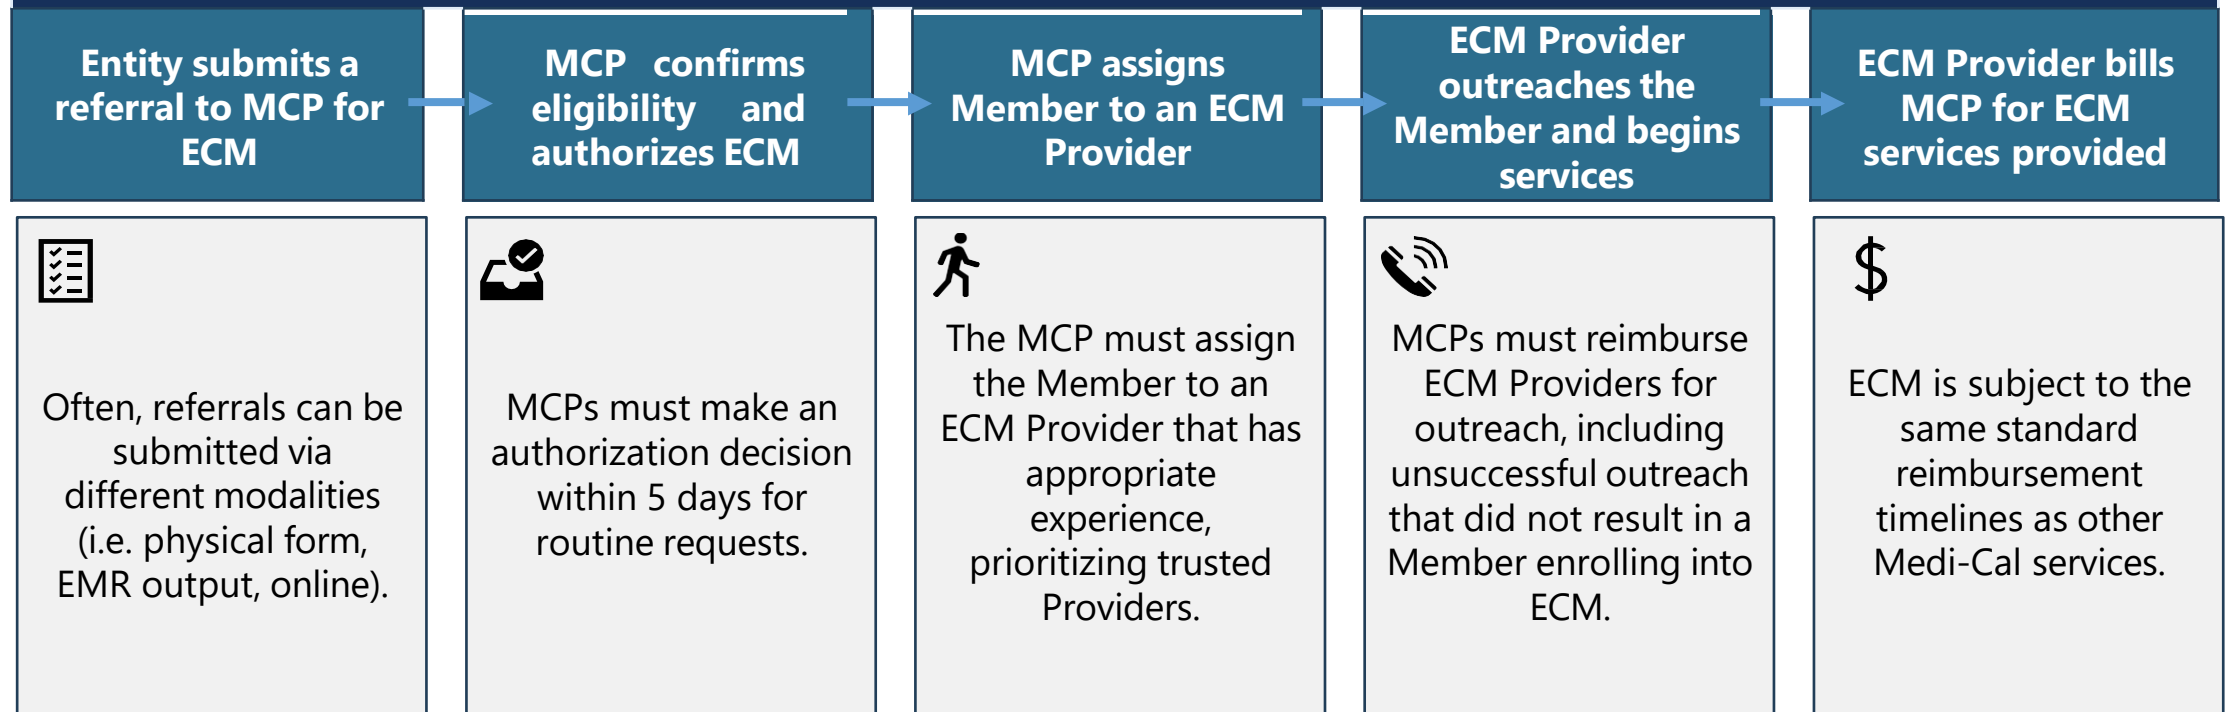 Entity submits a
referral to MCP for
ECM
MCP confirms
eligibility and
authorizes ECM
MCP assigns
Member to an ECM
Provider
ECM Provider
outreaches the
Member and begins
services
ECM Provider bills
MCP for ECM
services provided
Often, referrals can be
submitted via
different modalities
(i.e. physical form,
EMR output, online).
MCPs must make an
authorization decision
within 5 days for
routine requests.
The MCP must assign
the Member to an
ECM Provider that has
appropriate
experience,
prioritizing trusted
Providers.
MCPs must reimburse
ECM Providers for
outreach, including
unsuccessful outreach
that did not result in a
Member enrolling into
ECM.
$
ECM is subject to the
same standard
reimbursement
timelines as other
Medi-Cal services.